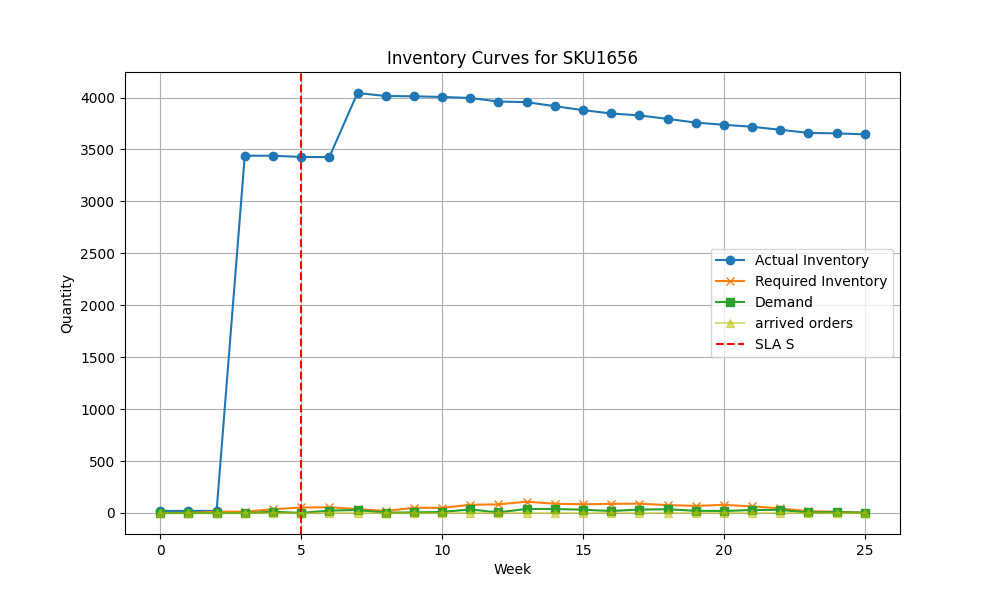 Inventory Curves for SKU1656
Quantity
4000
3500
3000
2500
2000
1500
1000
500
0
Actual Inventory
Required Inventory
Demand
arrived orders
SLA S
0 5 10 15 20 25
Week